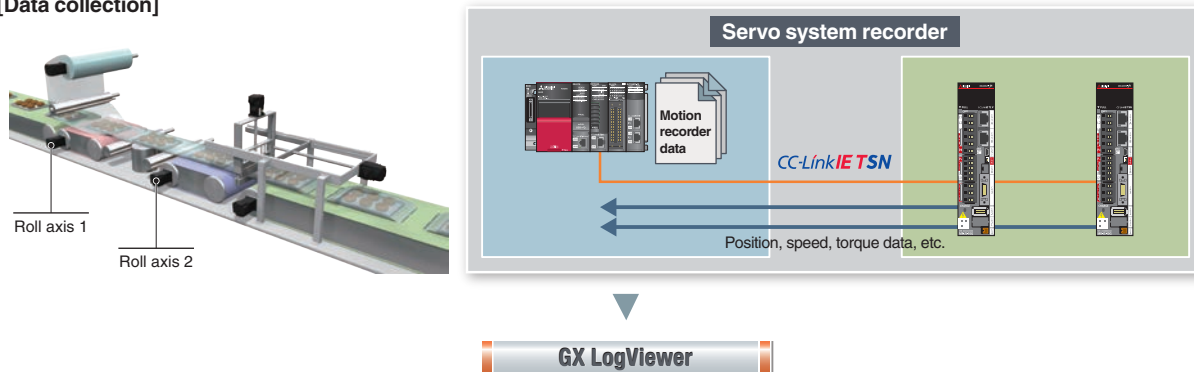 [Data collection]
Servo system recorder
Motion
recorder
data
CC-Link IE TSN
Position, speed, torque data, etc.
Roll axis 1
Roll axis 2
GX LogViewer